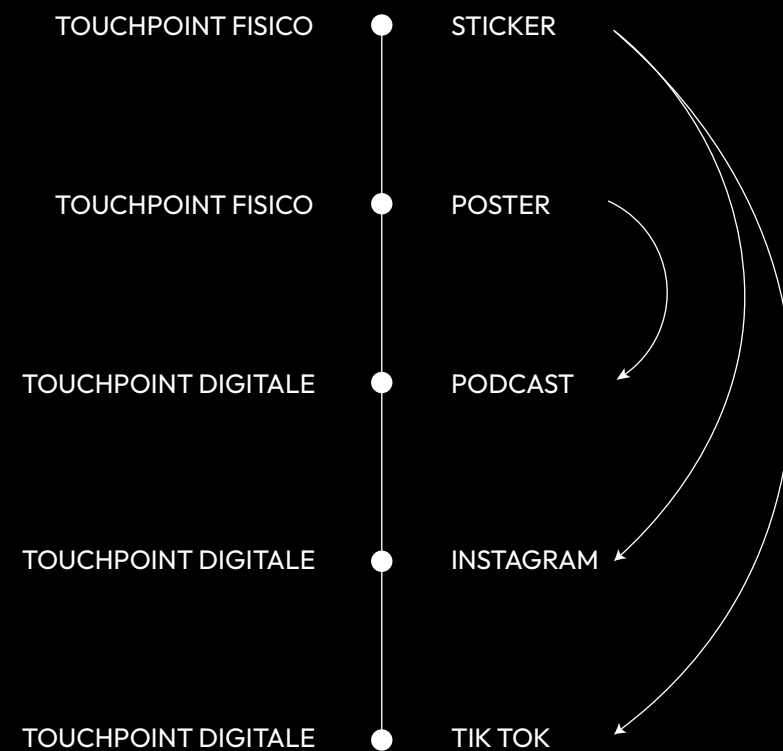 TOUCHPOINT FISICO STICKER
TOUCHPOINT FISICO POSTER
TOUCHPOINT DIGITALE PODCAST
TOUCHPOINT DIGITALE INSTAGRAM
TOUCHPOINT DIGITALE TIK TOK